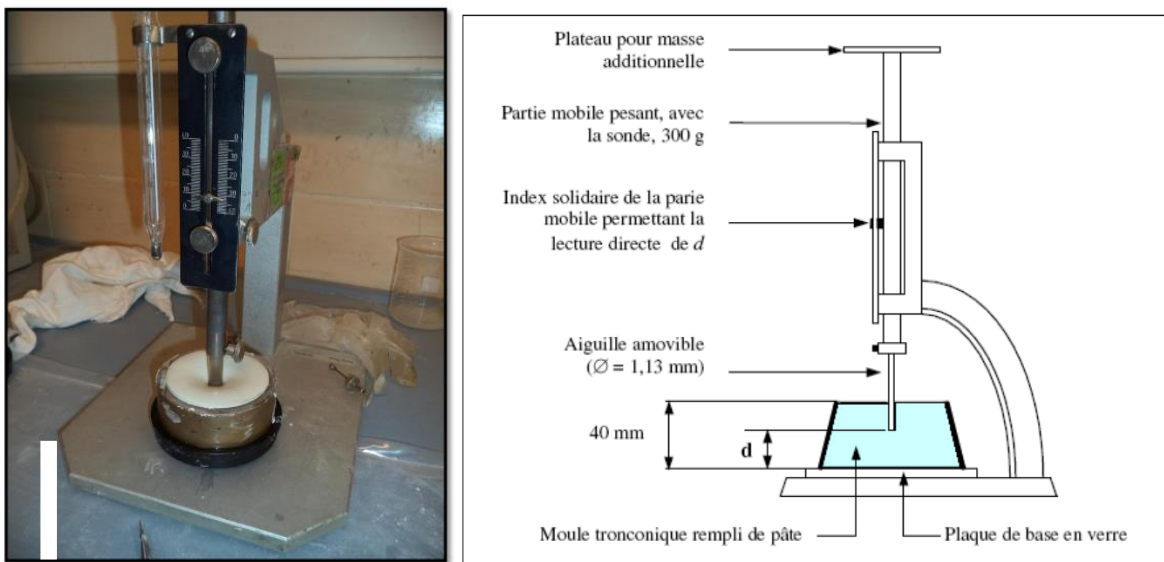 Plateau pour masse
additionnelle
Partie mobile pesant, avec
la sonde, 300 g
Index solidaire de la parie
mobile permettant la
lecture directe de d
Aiguille amovible
(Ø = 1,13 mm)
40 mm
d
Moule tronconique rempli de pâte
Plaque de base en verre